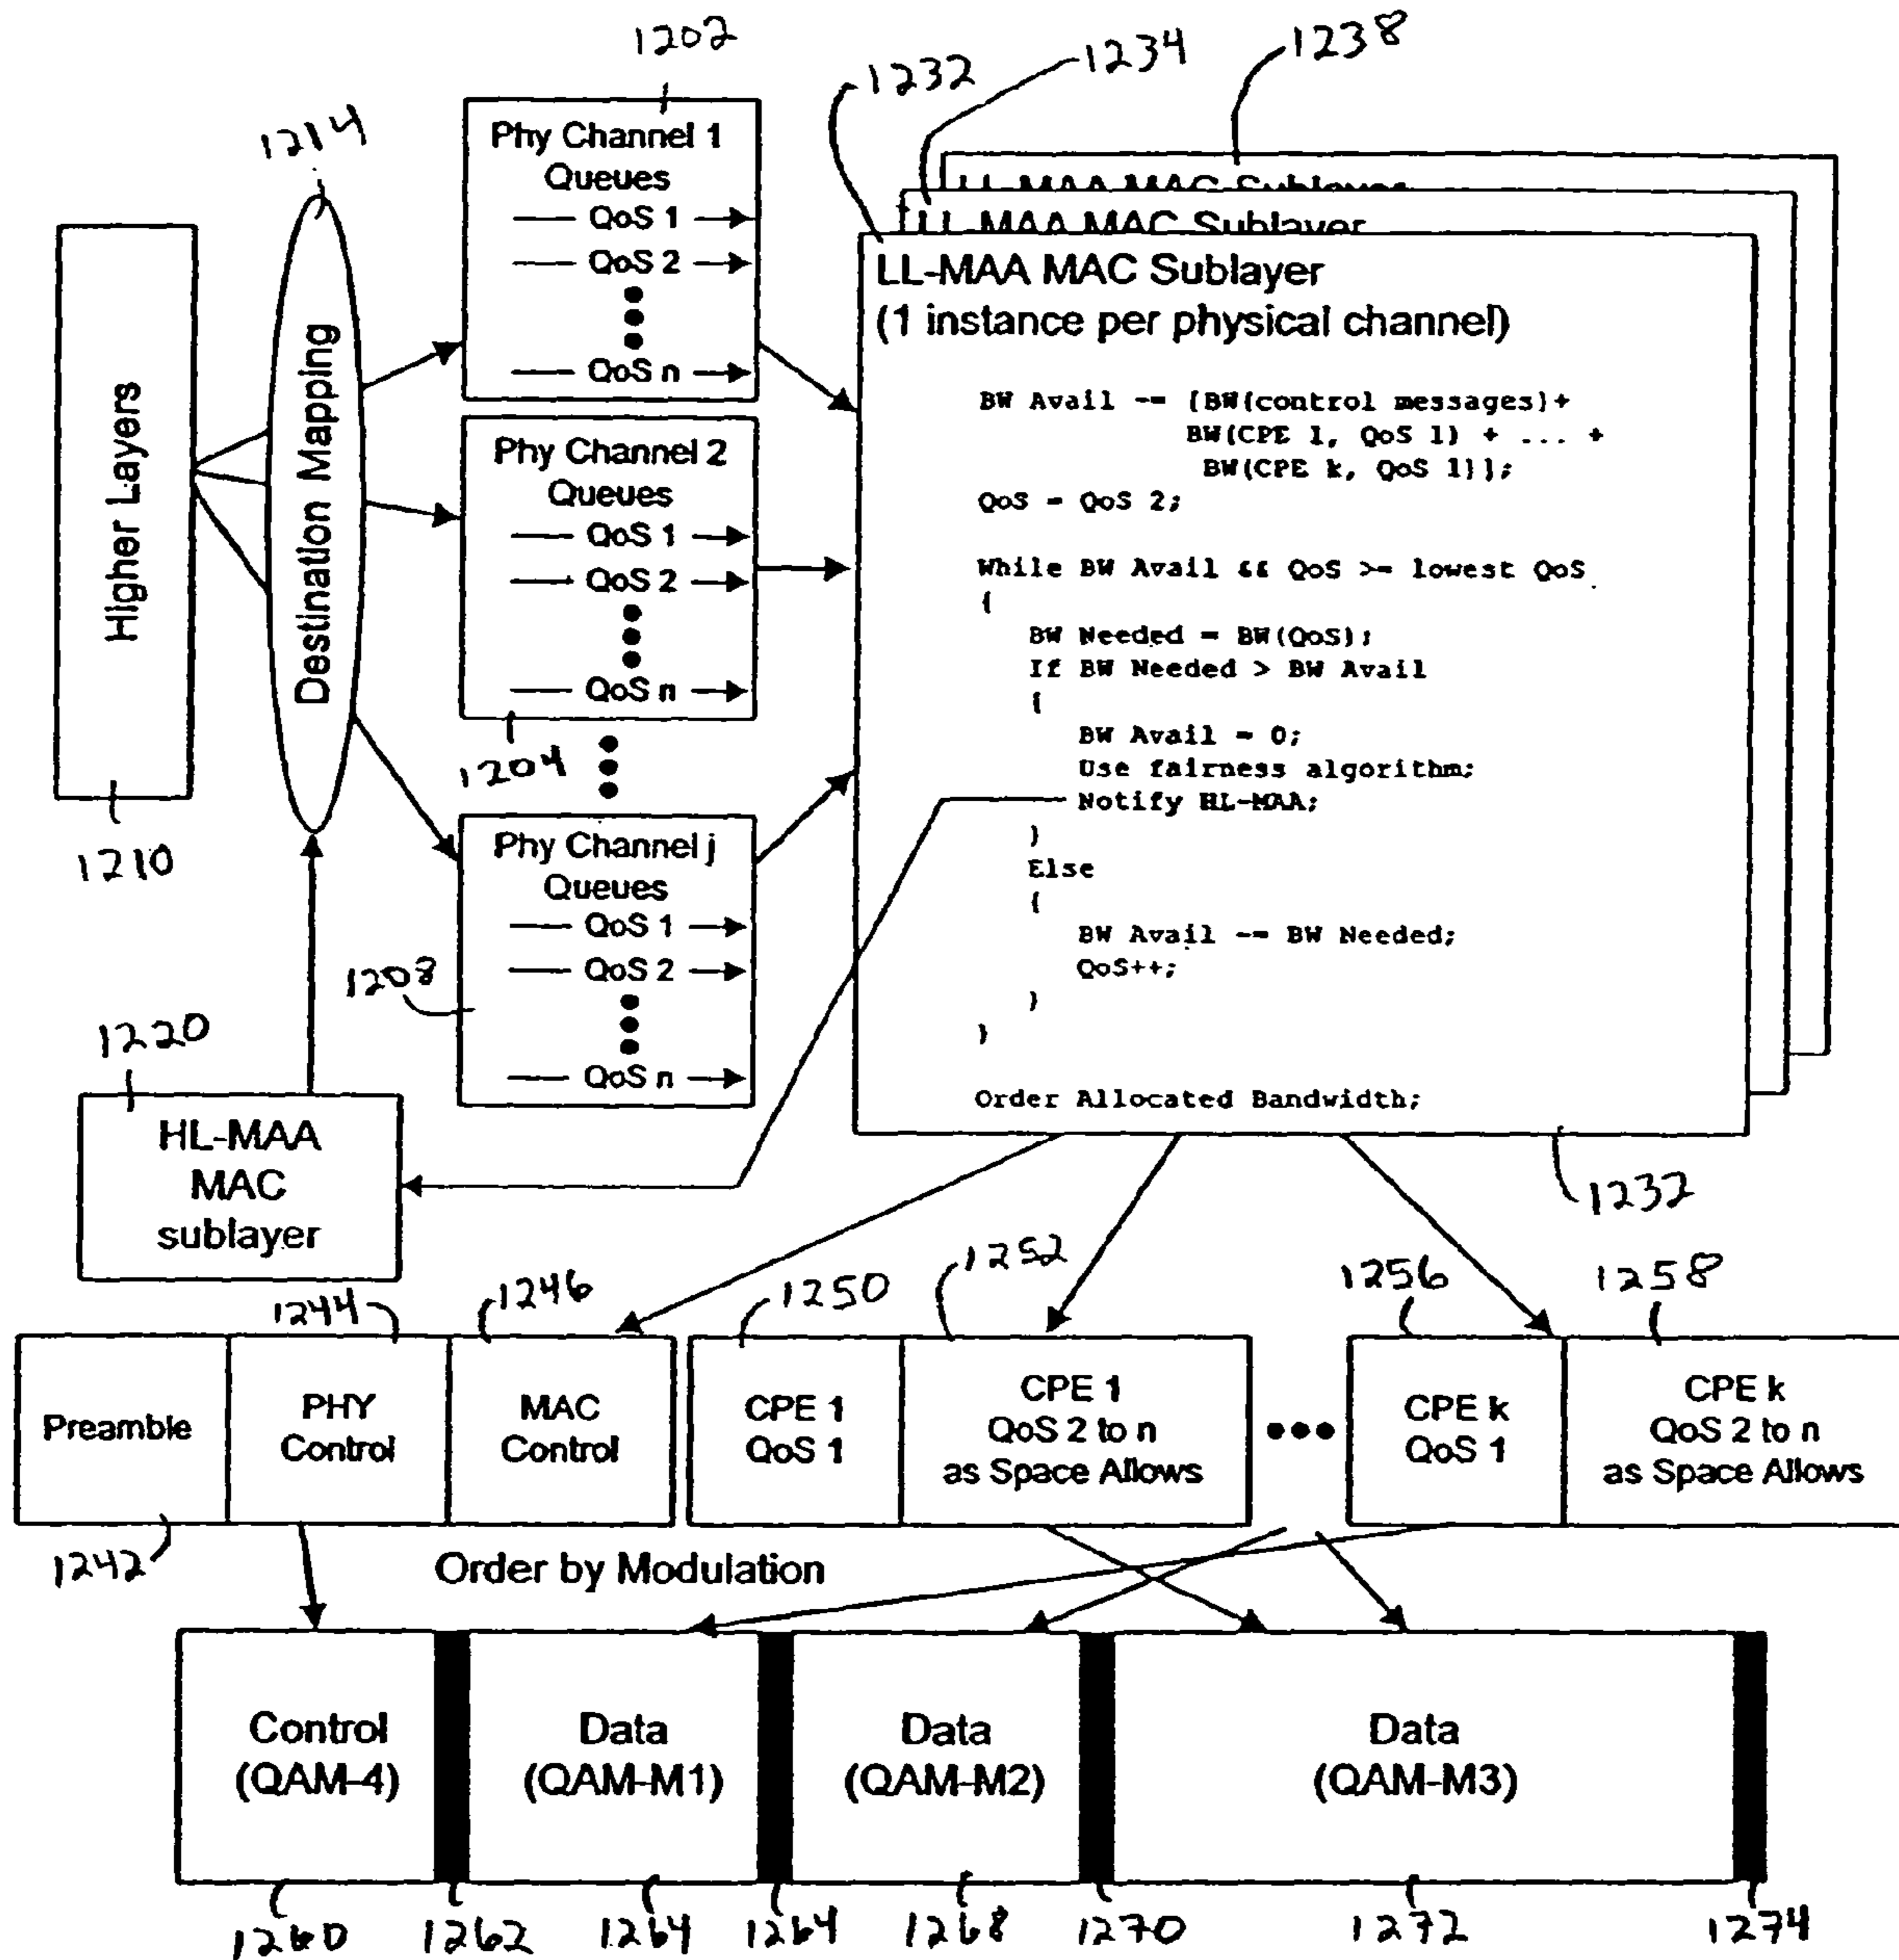 1202
1232
1234
1238
1214
Higher Layers
1210
Destination Mapping
Phy Channel 1
Queues
QoS 1
QoS 2
QoS n
Phy Channel 2
Queues
QoS 1
QoS 2
QoS n
1204
Phy Channel j
Queues
QoS 1
QoS 2
QoS n
1208
1220
HL-MAA
MAC
sublayer
LL-MAA MAC Sublayer
LL-MAA MAC Sublayer
LL-MAA MAC Sublayer
(1 instance per physical channel)
BW Avail -= [BW(control messages)+
BW(CPE 1, QoS 1) + ... +
BW(CPE k, QoS 1)];
QoS = QoS 2;
While BW Avail && QoS >= lowest QoS
{
BW Needed = BW(QoS);
If BW Needed > BW Avail
{
BW Avail = 0;
Use fairness algorithm;
Notify HL-MAA;
}
Else
{
BW Avail -= BW Needed;
QoS++;
}
}
Order Allocated Bandwidth;
1232
1244
1246
1250
1252
1256
1258
Preamble
PHY
Control
MAC
Control
CPE 1
QoS 1
CPE 1
QoS 2 to n
as Space Allows
•••
CPE k
QoS 1
CPE k
QoS 2 to n
as Space Allows
1242
Order by Modulation
Control
(QAM-4)
Data
(QAM-M1)
Data
(QAM-M2)
Data
(QAM-M3)
1260
1262
1264
1264
1268
1270
1272
1274